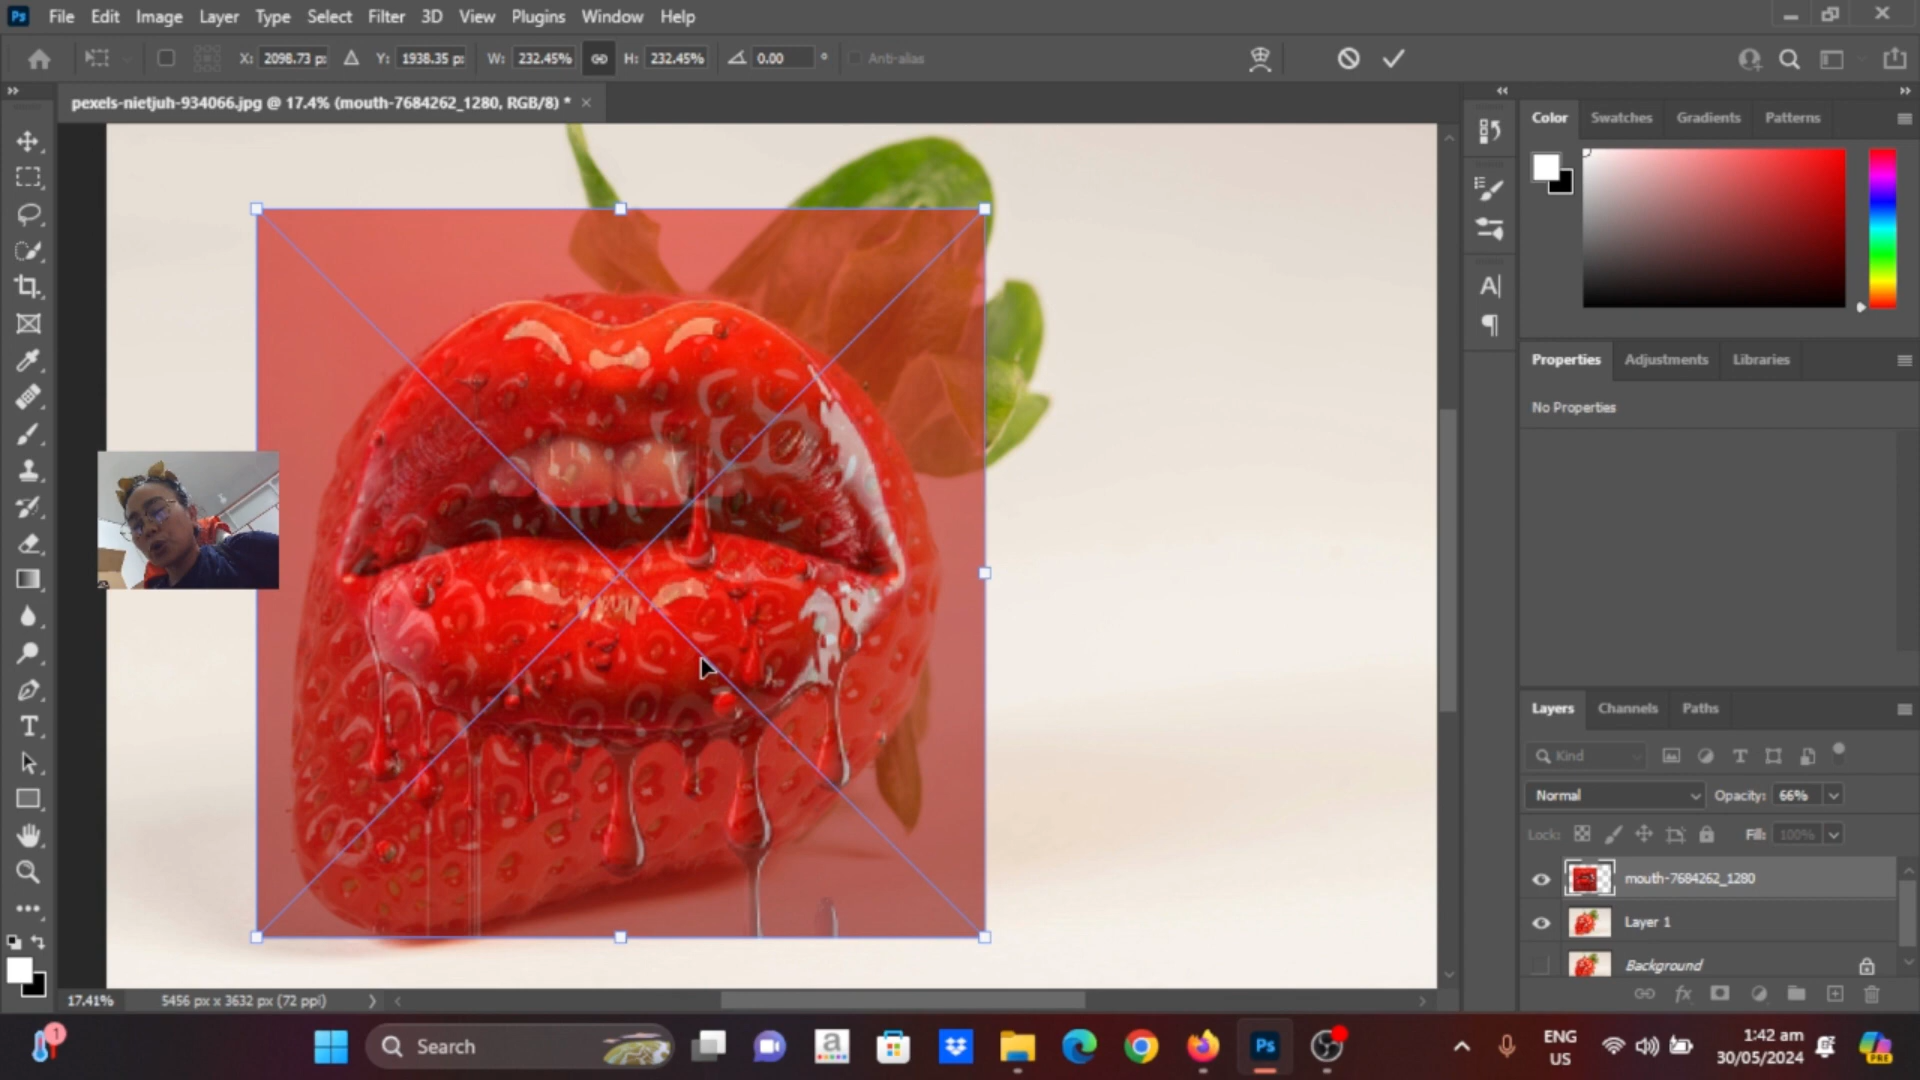 Ps File Edit Image Layer Type Select Filter 3D View Plugins Window Help
X: 2098.73 p: Y: 1938.35 p: W: 232.45% H: 232.45% 0.00 ° Anti-alias
pexels-nietjuh-934066.jpg @ 17.4% (mouth-7684262_1280, RGB/8) * ×
Color Swatches Gradients Patterns
Properties Adjustments Libraries
No Properties
Layers Channels Paths
Kind
Normal Opacity: 66%
Lock: Fill: 100%
mouth-7684262_1280
Layer 1
Background
17.41% 5456 px x 3632 px (72 ppi)
1 Search a Ps ENG US 1:42 am 30/05/2024 PRE